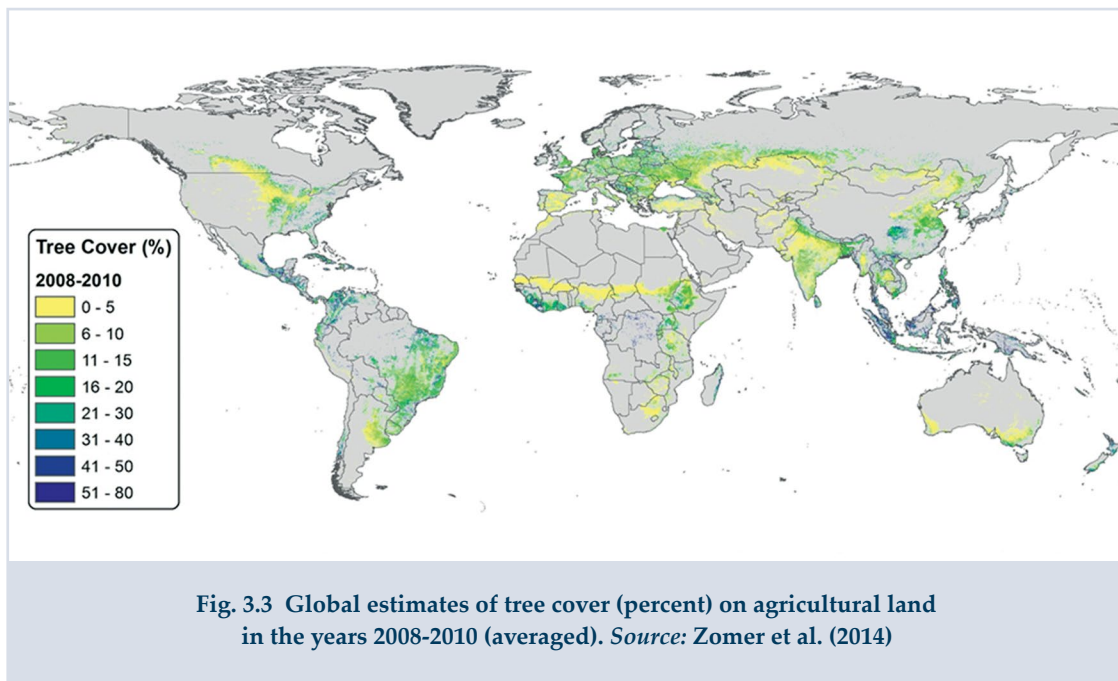 Tree Cover (%)
2008-2010
0 - 5
6 - 10
11 - 15
16 - 20
21 - 30
31 - 40
41 - 50
51 - 80
Fig. 3.3 Global estimates of tree cover (percent) on agricultural land
in the years 2008-2010 (averaged). Source: Zomer et al. (2014)